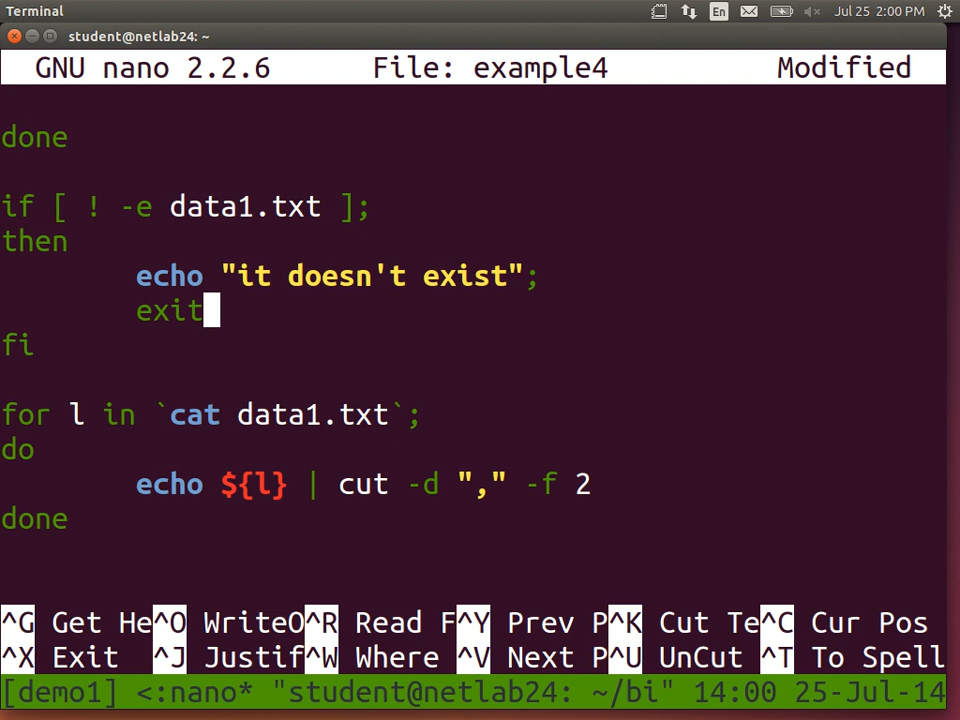 Terminal
En
Jul 25 2:00 PM
student@netlab24: ~
GNU nano 2.2.6 File: example4 Modified
done
if [ ! -e data1.txt ];
then
echo "it doesn't exist";
exit
fi
for l in `cat data1.txt`;
do
echo ${l} | cut -d "," -f 2
done
^G Get He^O WriteO^R Read F^Y Prev P^K Cut Te^C Cur Pos
^X Exit ^J Justif^W Where ^V Next P^U UnCut ^T To Spell
[demo1] <:nano* "student@netlab24: ~/bi" 14:00 25-Jul-14